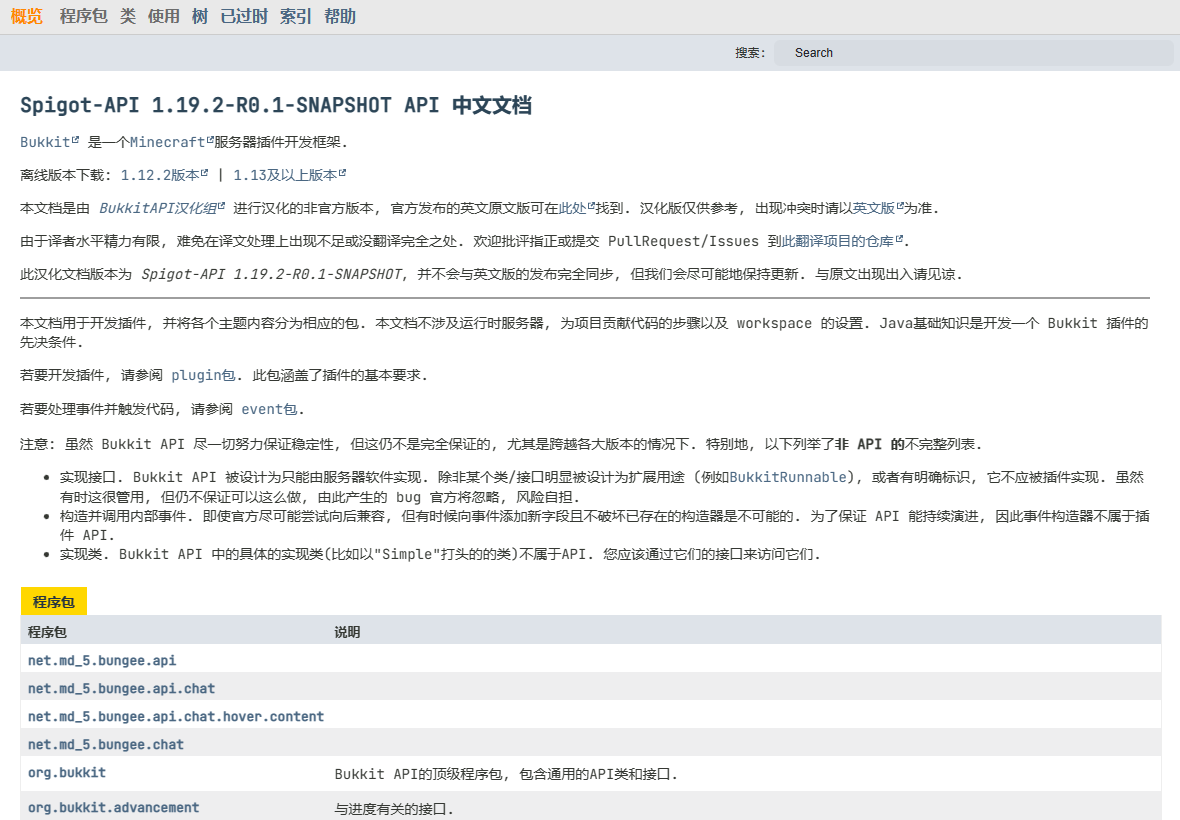 概览 程序包 类 使用 树 已过时 索引 帮助
搜索: Search
Spigot-API 1.19.2-R0.1-SNAPSHOT API 中文文档
Bukkit 是一个Minecraft服务器插件开发框架.
离线版本下载: 1.12.2版本 | 1.13及以上版本
本文档是由 BukkitAPI汉化组 进行汉化的非官方版本, 官方发布的英文原文版可在此处找到. 汉化版仅供参考, 出现冲突时请以英文版为准.
由于译者水平精力有限, 难免在译文处理上出现不足或没翻译完全之处. 欢迎批评指正或提交 PullRequest/Issues 到此翻译项目的仓库.
此汉化文档版本为 Spigot-API 1.19.2-R0.1-SNAPSHOT, 并不会与英文版的发布完全同步, 但我们会尽可能地保持更新. 与原文出现出入请见谅.
本文档用于开发插件, 并将各个主题内容分为相应的包. 本文档不涉及运行时服务器, 为项目贡献代码的步骤以及 workspace 的设置. Java基础知识是开发一个 Bukkit 插件的
先决条件.
若要开发插件, 请参阅 plugin包. 此包涵盖了插件的基本要求.
若要处理事件并触发代码, 请参阅 event包.
注意: 虽然 Bukkit API 尽一切努力保证稳定性, 但这仍不是完全保证的, 尤其是跨越各大版本的情况下. 特别地, 以下列举了非 API 的不完整列表.
• 实现接口. Bukkit API 被设计为只能由服务器软件实现. 除非某个类/接口明显被设计为扩展用途 (例如BukkitRunnable), 或者有明确标识, 它不应被插件实现. 虽然
有时这很管用, 但仍不保证可以这么做, 由此产生的 bug 官方将忽略, 风险自担.
• 构造并调用内部事件. 即使官方尽可能尝试向后兼容, 但有时候向事件添加新字段且不破坏已存在的构造器是不可能的. 为了保证 API 能持续演进, 因此事件构造器不属于插
件 API.
• 实现类. Bukkit API 中的具体的实现类(比如以"Simple"打头的的类)不属于API. 您应该通过它们的接口来访问它们.
程序包
程序包 说明
net.md_5.bungee.api
net.md_5.bungee.api.chat
net.md_5.bungee.api.chat.hover.content
net.md_5.bungee.chat
org.bukkit Bukkit API的顶级程序包, 包含通用的API类和接口.
org.bukkit.advancement 与进度有关的接口.